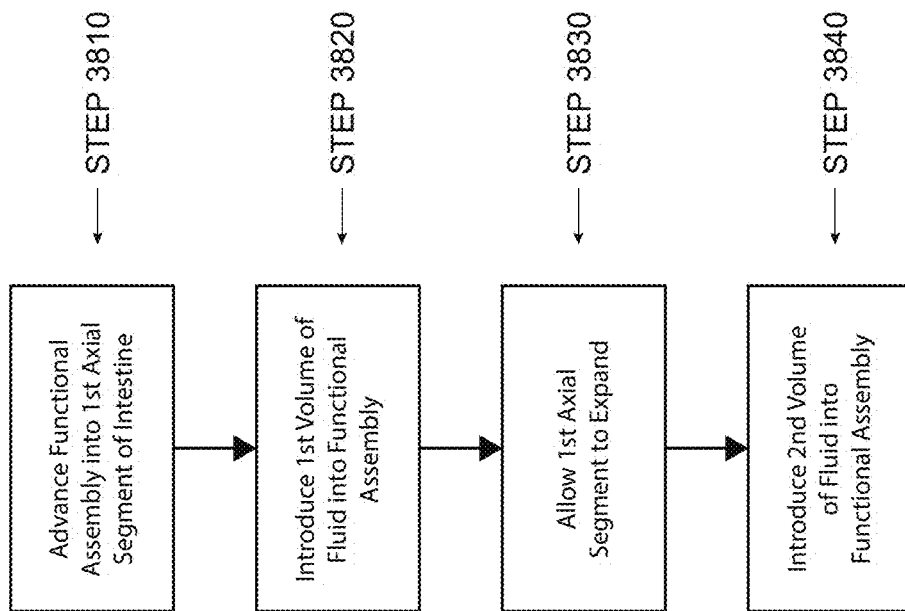 Advance Functional
Assembly into 1st Axial
Segment of Intestine
STEP 3810
Introduce 1st Volume of
Fluid into Functional
Assembly
STEP 3820
Allow 1st Axial
Segment to Expand
STEP 3830
Introduce 2nd Volume
of Fluid into
Functional Assembly
STEP 3840